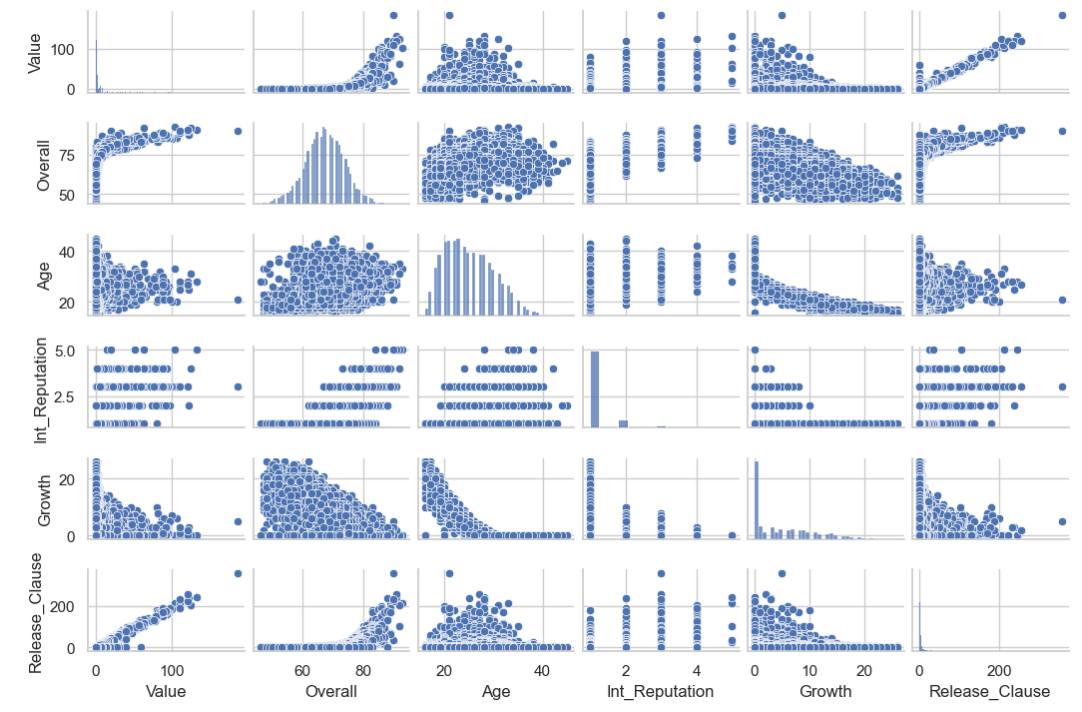 Value
100
0
Overall
75
50
Age
40
20
Int_Reputation
5.0
2.5
Growth
20
0
Release_Clause
200
0
0 100 60 80 20 40 2 4 0 10 20 0 200
Value Overall Age Int_Reputation Growth Release_Clause